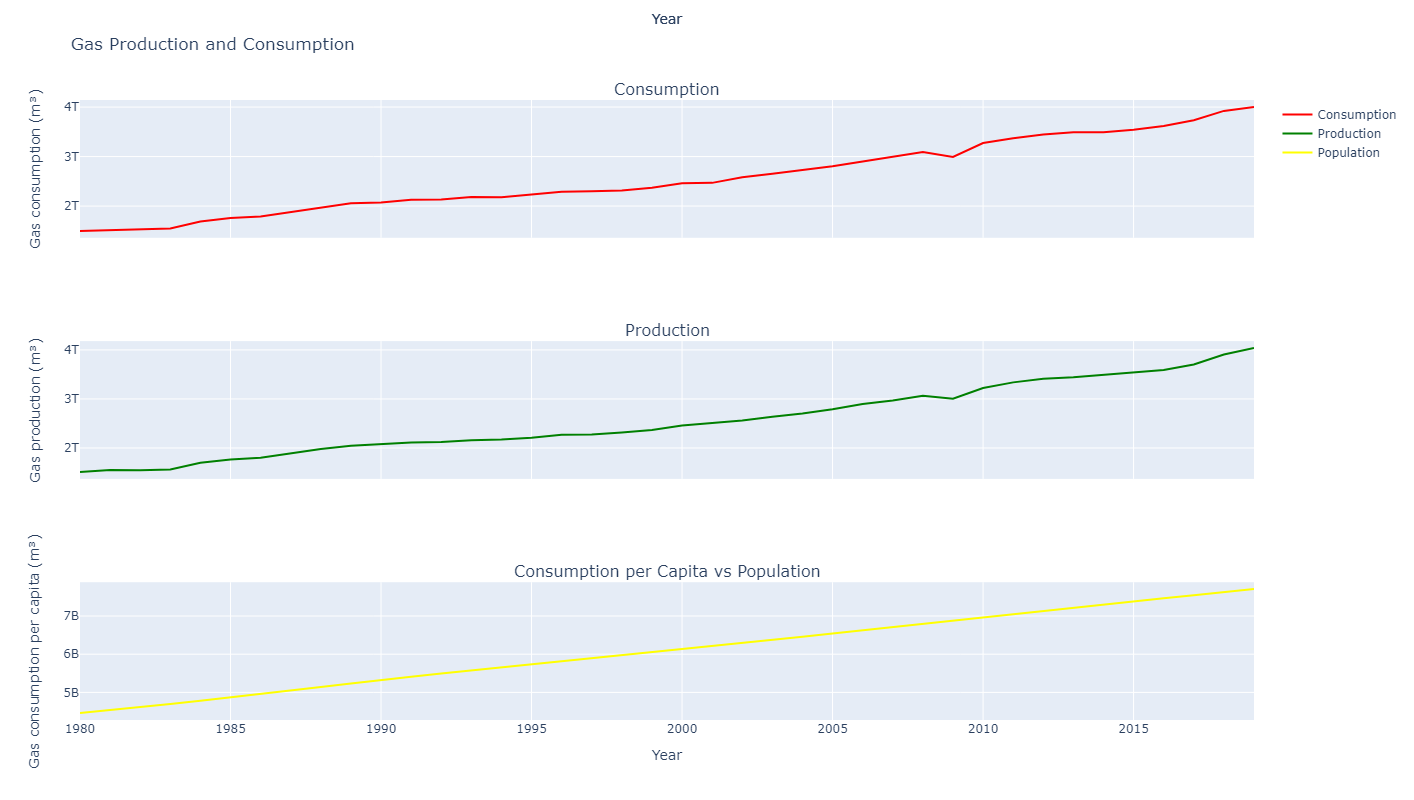 Year
Gas Production and Consumption
Consumption
Gas consumption (m³)
4T
3T
2T
Consumption
Production
Population
Production
Gas production (m³)
4T
3T
2T
Consumption per Capita vs Population
Gas consumption per capita (m³)
7B
6B
5B
1980 1985 1990 1995 2000 2005 2010 2015
Year